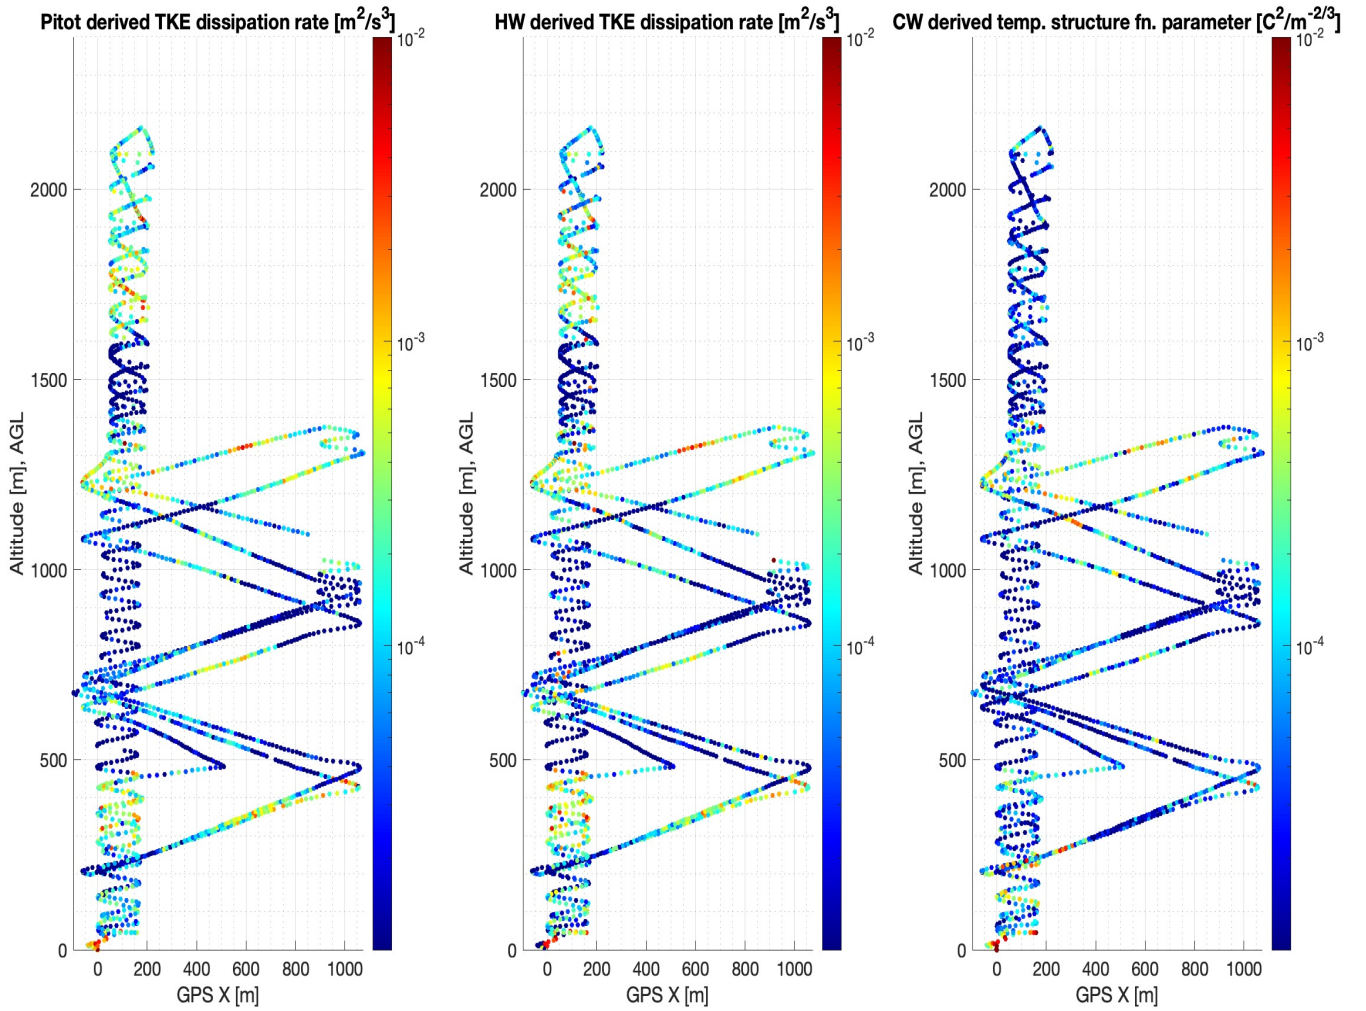 Pitot derived TKE dissipation rate [m²/s³]
HW derived TKE dissipation rate [m²/s³]
CW derived temp. structure fn. parameter [C²/m⁻²ᐟ³]
10⁻²
10⁻³
10⁻⁴
2000
1500
1000
500
0
Altitude [m], AGL
0 200 400 600 800 1000
GPS X [m]
10⁻²
10⁻³
10⁻⁴
2000
1500
1000
500
0
Altitude [m], AGL
0 200 400 600 800 1000
GPS X [m]
10⁻²
10⁻³
10⁻⁴
2000
1500
1000
500
0
Altitude [m], AGL
0 200 400 600 800 1000
GPS X [m]